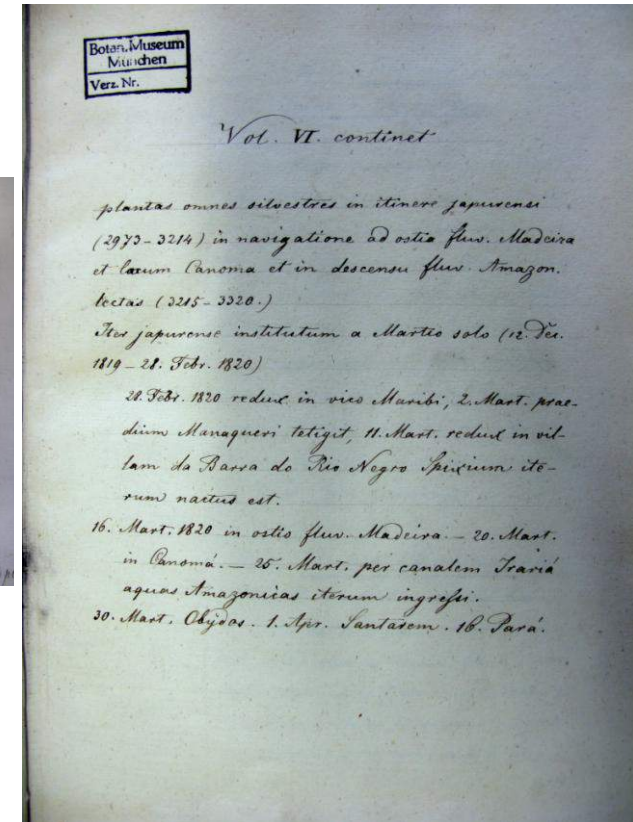 Botan. Museum
München
Verz. Nr.
Vol. VI. continet
plantas omnes silvestres in itinere japurensi
(2973–3214) in navigatione ad ostia fluv. Madeira
et lacum Canoma et in descensu fluv. Amazon.
lectas (3215–3320.)
Iter japurense institutum a Martio solo (12. Dec.
1819 – 28. Febr. 1820)
28. Febr. 1820 redux in vico Maribi, 2. Mart. prae-
dium Manaqueri tetigit, 11. Mart. redux in vil-
lam da Barra do Rio Negro Spixium ite-
rum nactus est.
16. Mart. 1820 in ostio fluv. Madeira. – 20. Mart.
in Canomá. – 25. Mart. per canalem Irariá
aquas Amazonicas iterum ingressi.
30. Mart. Obydos. 1. Apr. Santarem. 16. Pará.